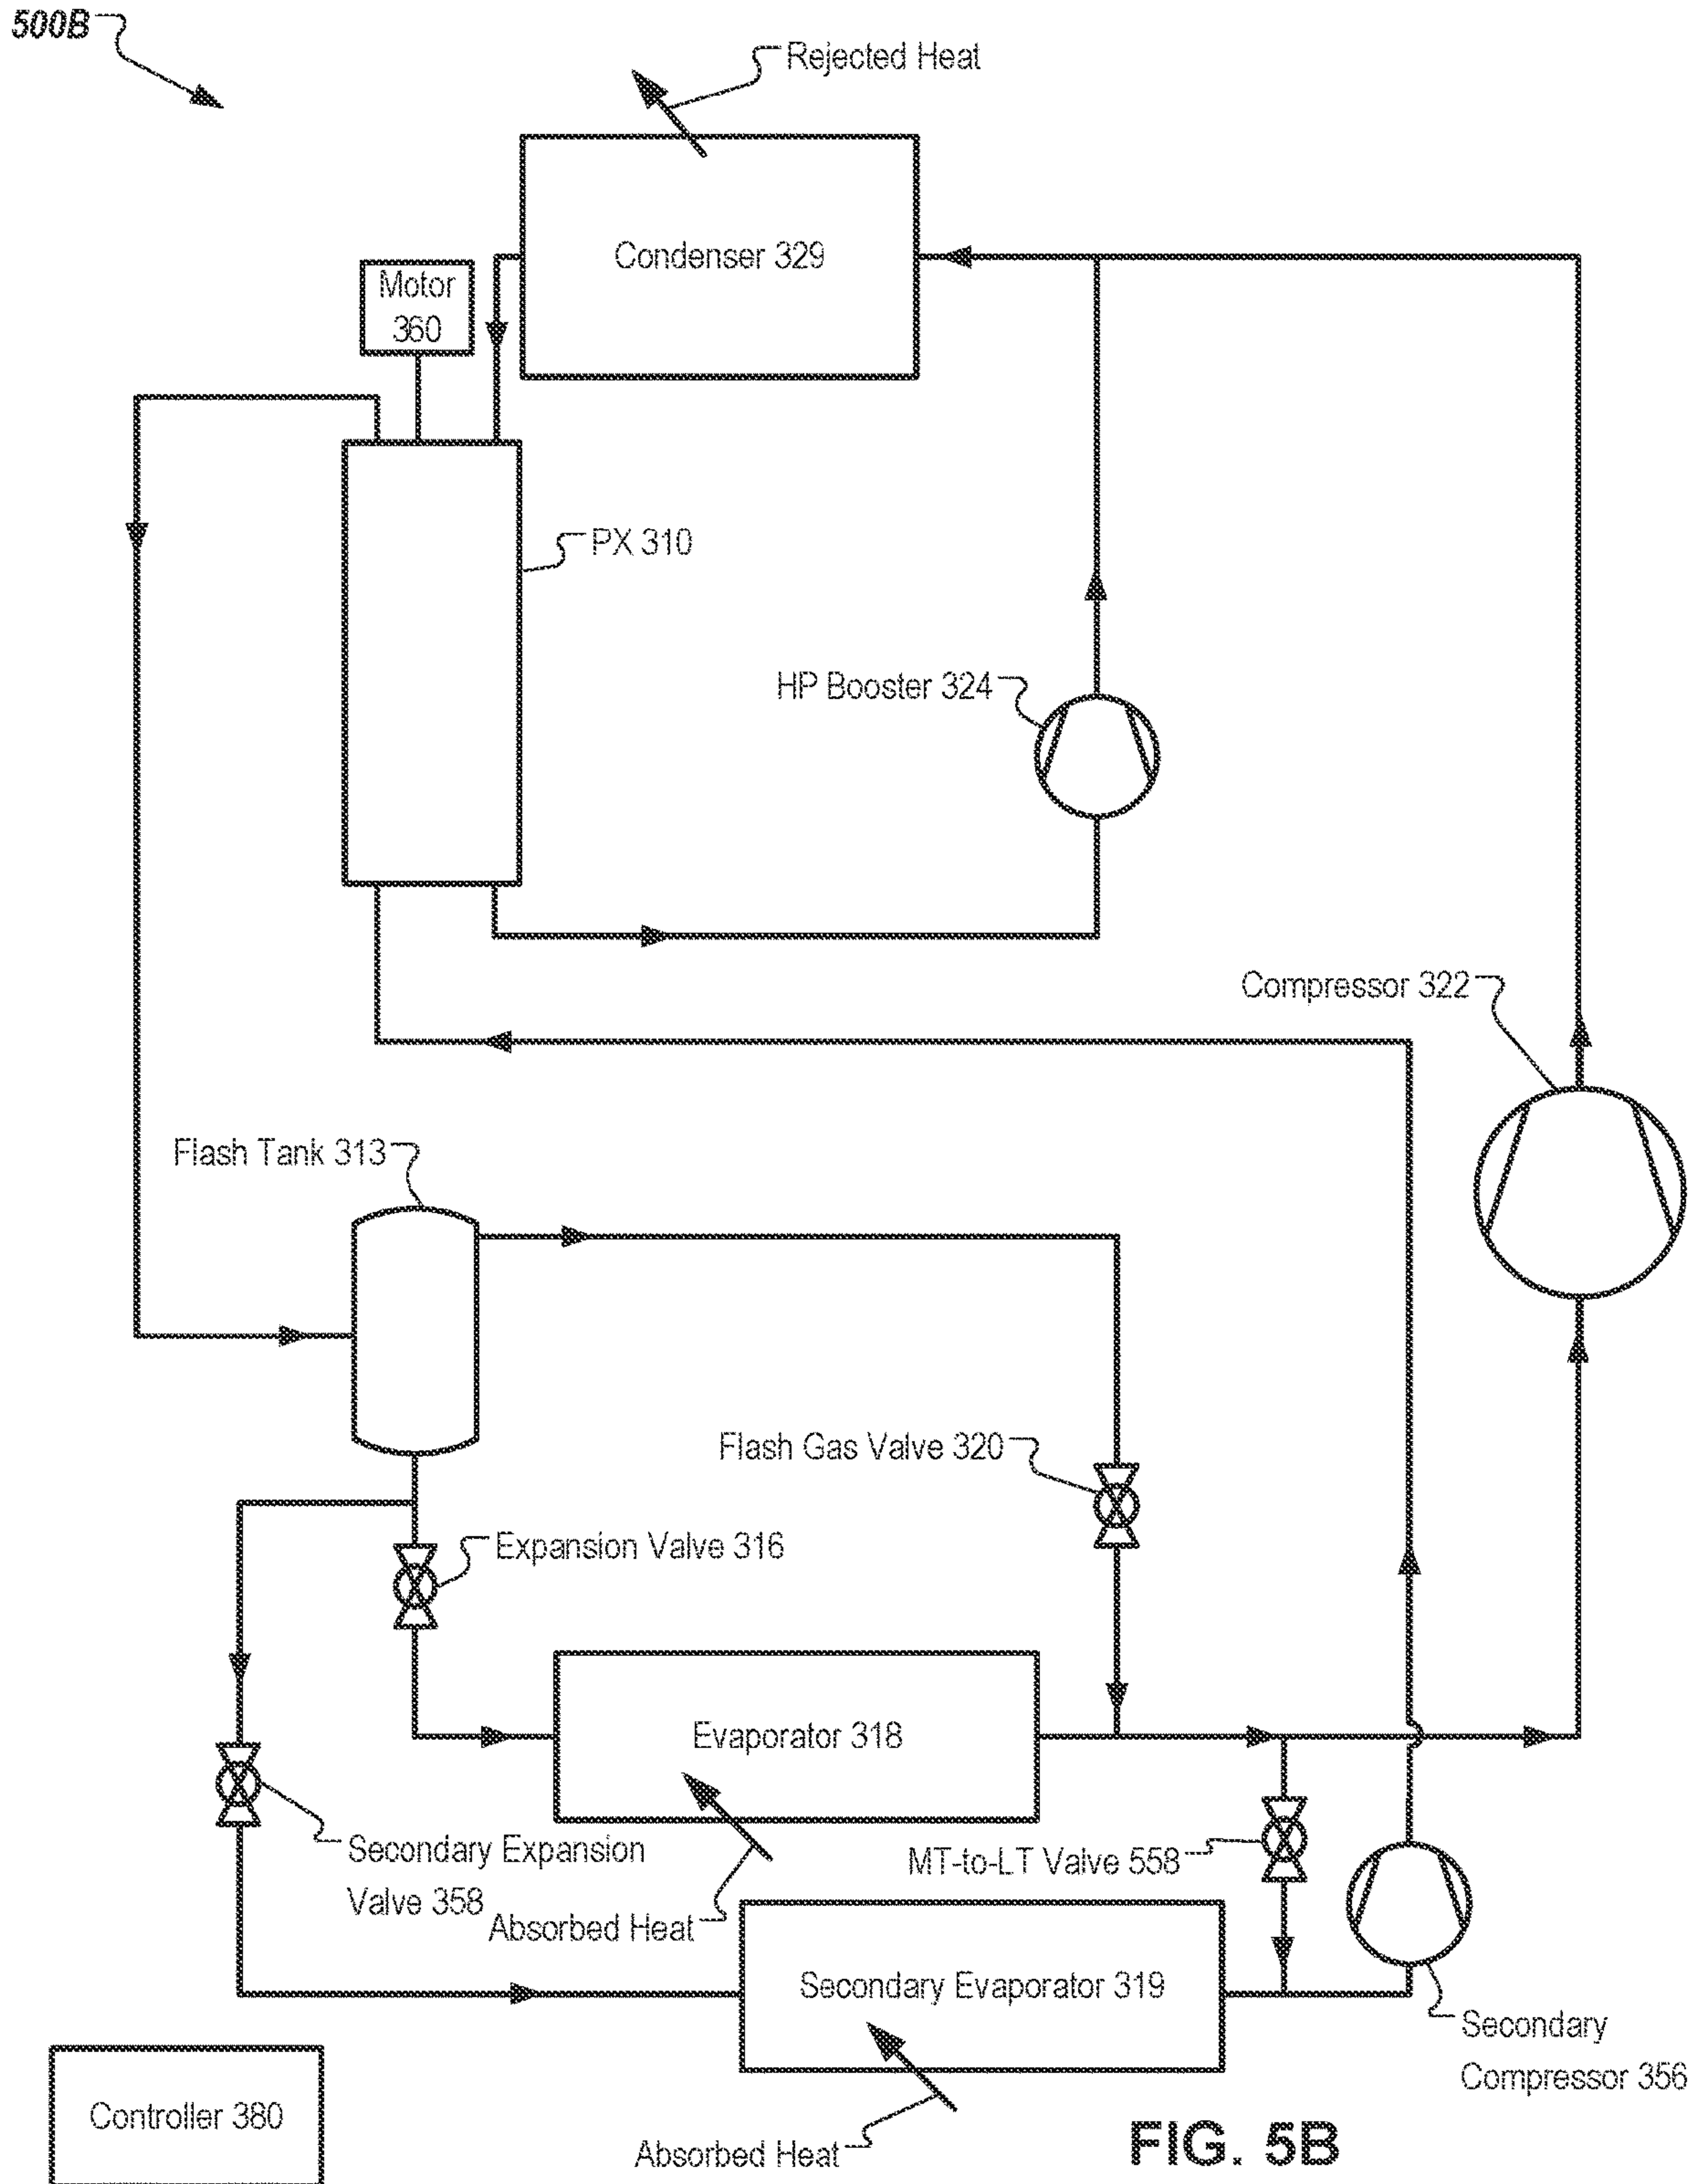 500B
Rejected Heat
Condenser 329
Motor
360
PX 310
HP Booster 324
Compressor 322
Flash Tank 313
Flash Gas Valve 320
Expansion Valve 316
Evaporator 318
Secondary Expansion
Valve 358
MT-to-LT Valve 558
Absorbed Heat
Secondary Evaporator 319
Secondary
Compressor 356
Controller 380
Absorbed Heat
FIG. 5B